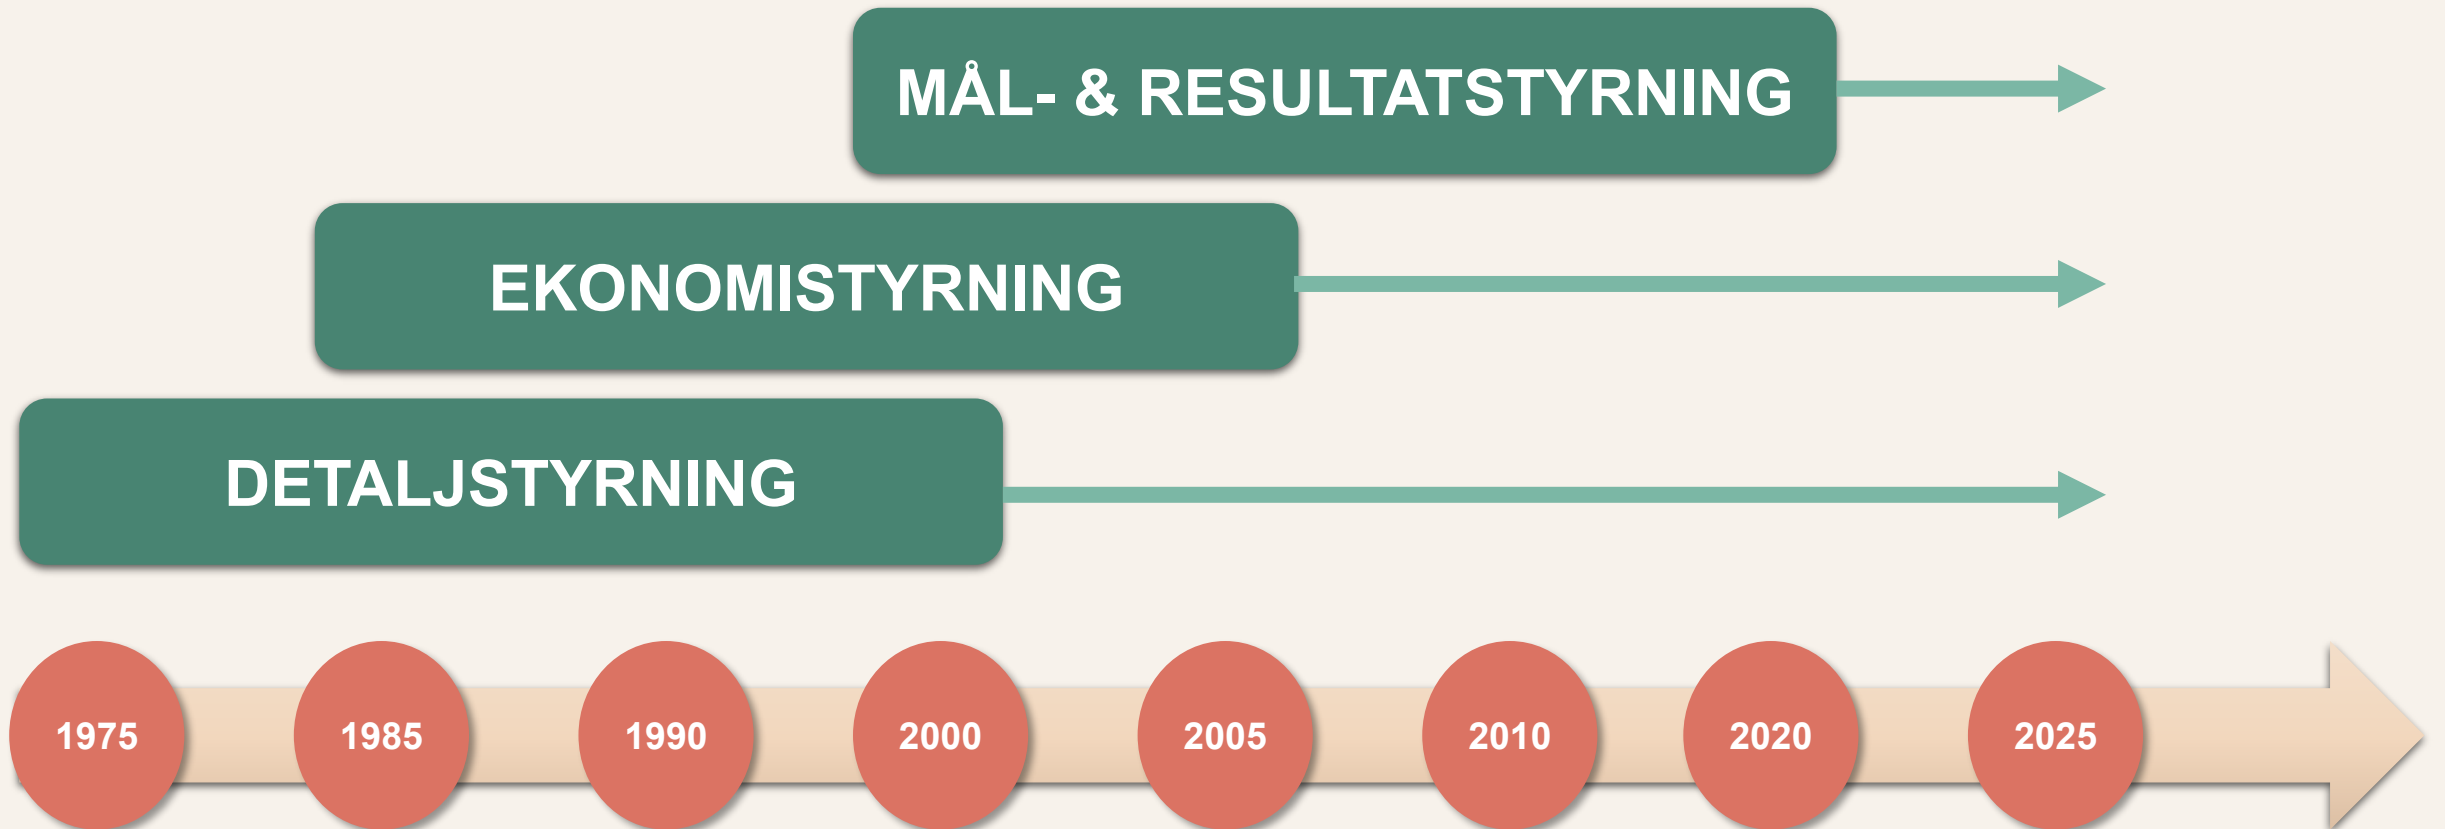 MÅL- & RESULTATSTYRNING
EKONOMISTYRNING
DETALJSTYRNING
1975
1985
1990
2000
2005
2010
2020
2025